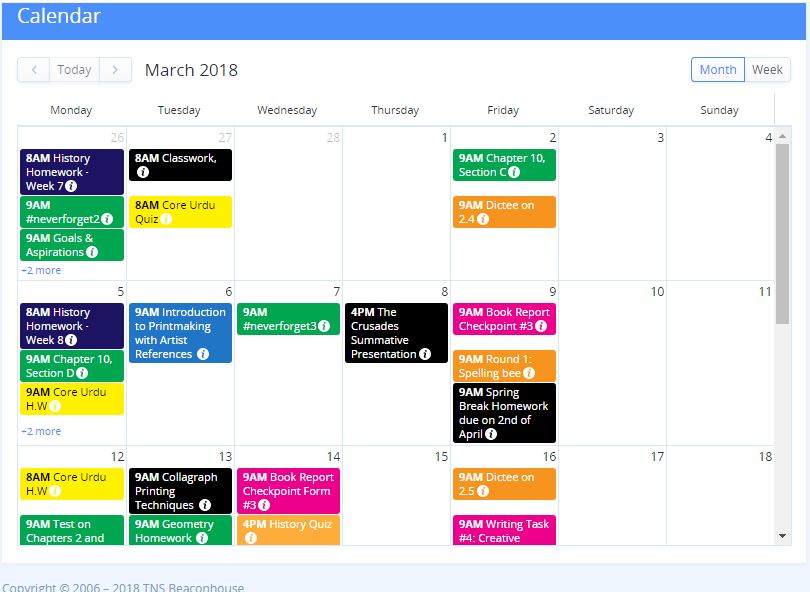 Calendar
Today
March 2018
Month Week
Monday Tuesday Wednesday Thursday Friday Saturday Sunday
26 27 28 1 2 3 4
8AM History
Homework -
Week 7
9AM
#neverforget2
9AM Goals &
Aspirations
+2 more
8AM Classwork,
8AM Core Urdu
Quiz
9AM Chapter 10,
Section C
9AM Dictee on
2.4
5 6 7 8 9 10 11
8AM History
Homework -
Week 8
9AM Chapter 10,
Section D
9AM Core Urdu
H.W
+2 more
9AM Introduction
to Printmaking
with Artist
References
9AM
#neverforget3
4PM The
Crusades
Summative
Presentation
9AM Book Report
Checkpoint #3
9AM Round 1:
Spelling bee
9AM Spring
Break Homework
due on 2nd of
April
12 13 14 15 16 17 18
8AM Core Urdu
H.W
9AM Test on
Chapters 2 and
9AM Collagraph
Printing
Techniques
9AM Geometry
Homework
9AM Book Report
Checkpoint Form
#3
4PM History Quiz
9AM Dictee on
2.5
9AM Writing Task
#4: Creative
Copyright © 2006 – 2018 TNS Beaconhouse